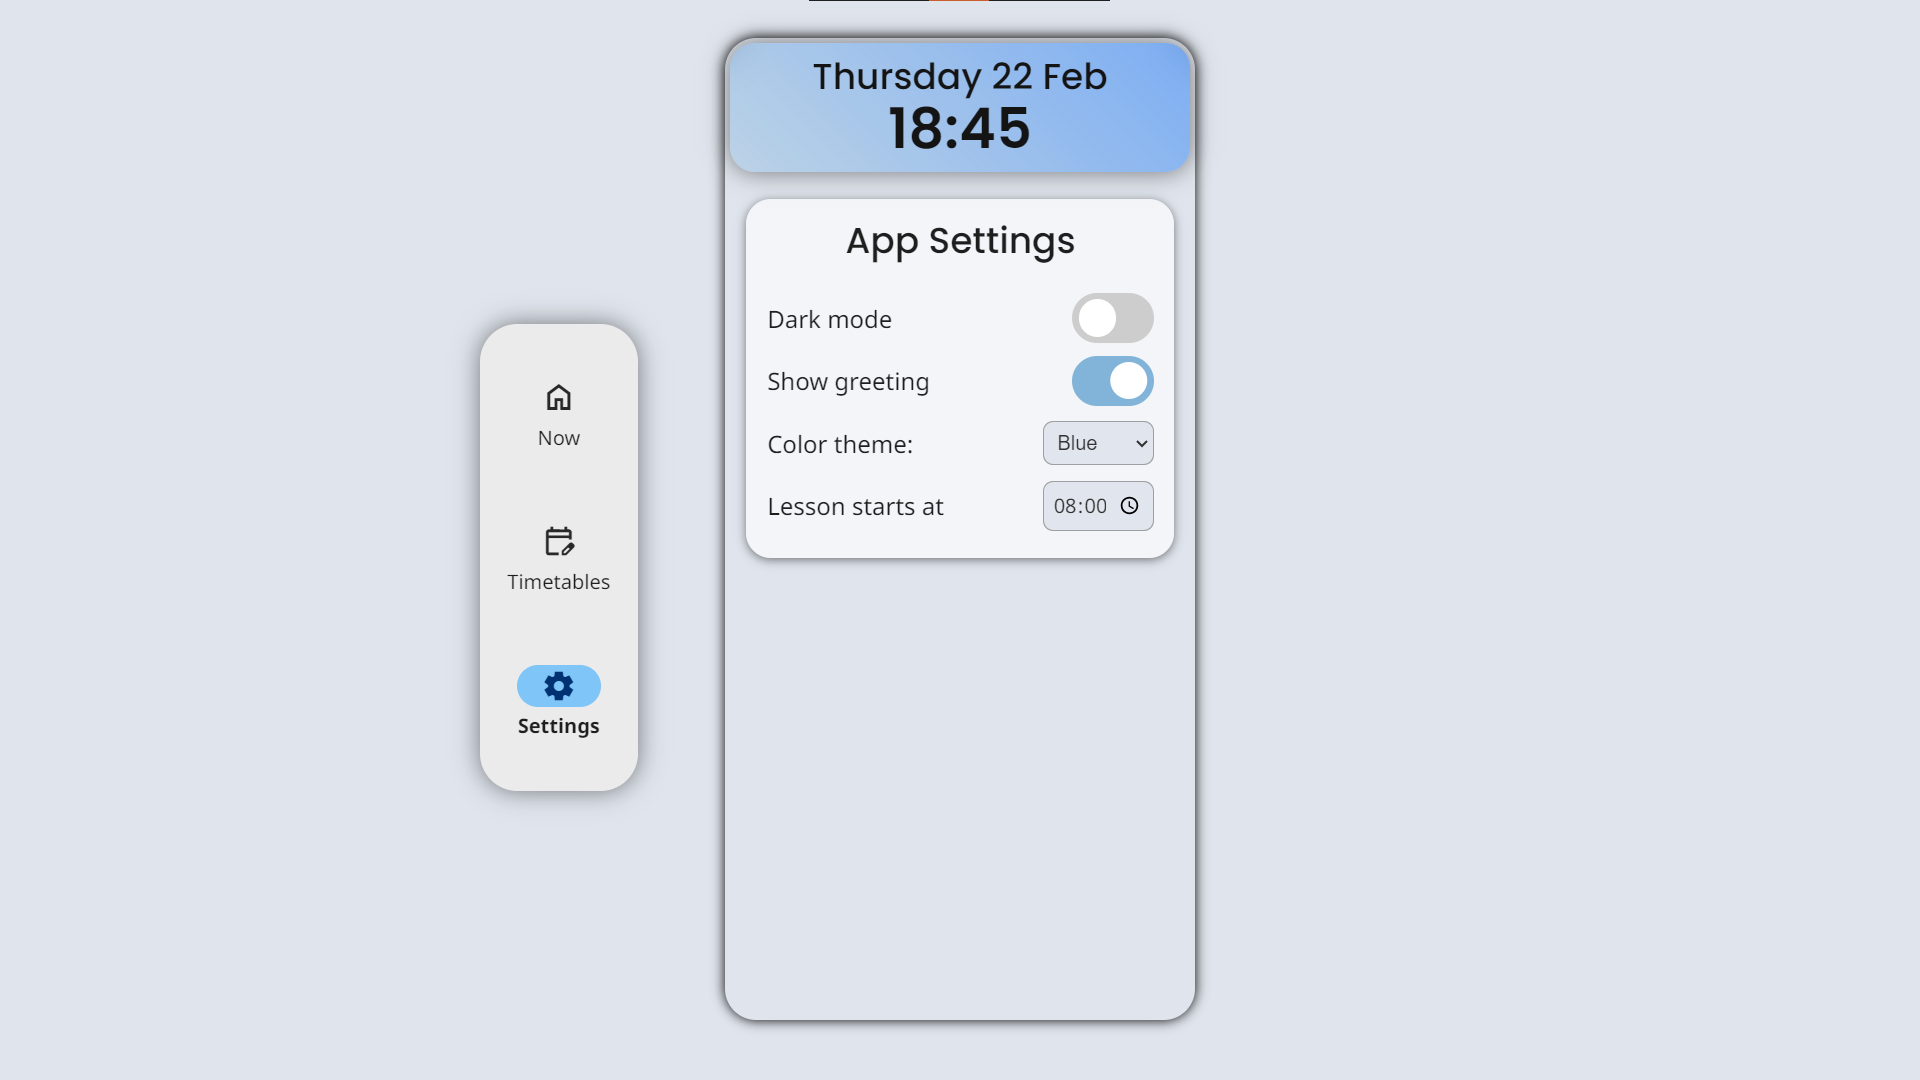 Thursday 22 Feb
18:45
App Settings
Dark mode
Show greeting
Color theme: Blue
Lesson starts at 08:00
Now
Timetables
Settings